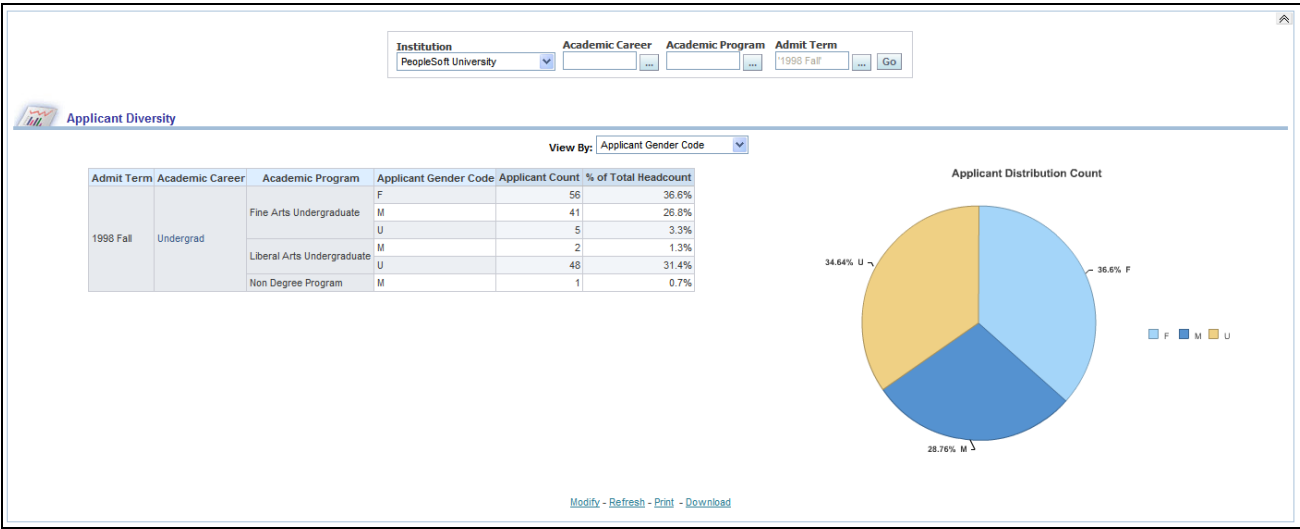 Institution Academic Career Academic Program Admit Term
PeopleSoft University ... ... '1998 Fall' ... Go
Applicant Diversity
View By: Applicant Gender Code
Admit Term Academic Career Academic Program Applicant Gender Code Applicant Count % of Total Headcount
1998 Fall Undergrad Fine Arts Undergraduate F 56 36.6%
M 41 26.8%
U 5 3.3%
Liberal Arts Undergraduate M 2 1.3%
U 48 31.4%
Non Degree Program M 1 0.7%
Applicant Distribution Count
34.64% U
36.6% F
28.76% M
F M U
Modify - Refresh - Print - Download